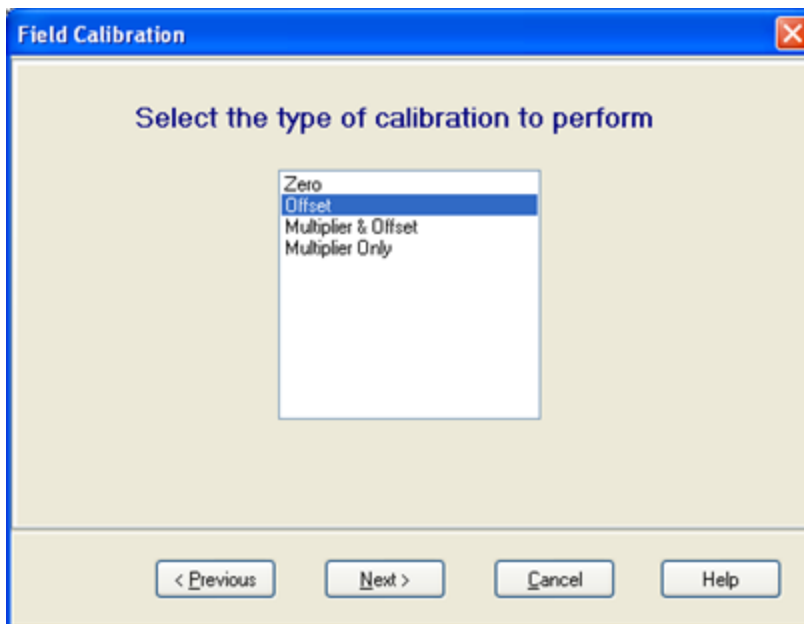 Field Calibration
Select the type of calibration to perform
Zero
Offset
Multiplier & Offset
Multiplier Only
< Previous
Next >
Cancel
Help